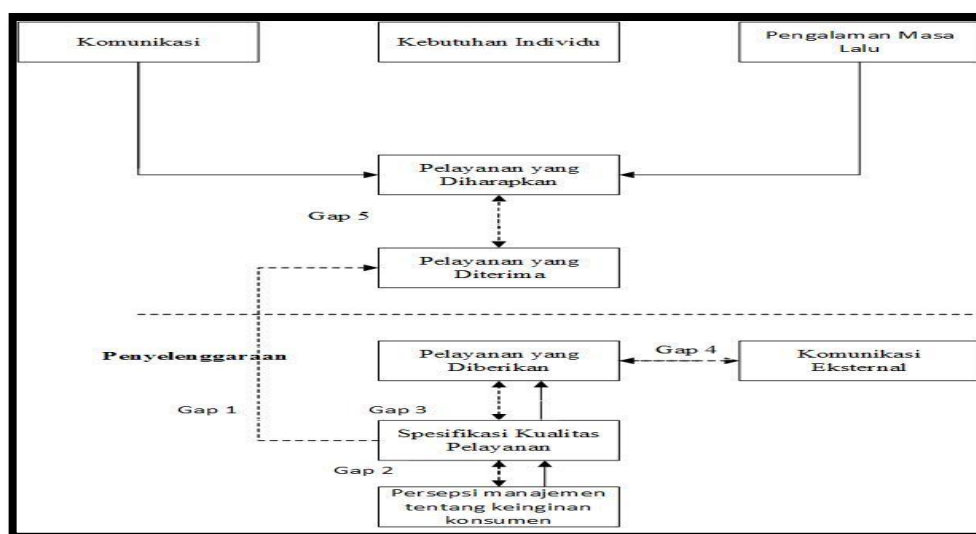 Komunikasi
Kebutuhan Individu
Pengalaman Masa
Lalu
Pelayanan yang
Diharapkan
Gap 5
Pelayanan yang
Diterima
Penyelenggaraan
Pelayanan yang
Diberikan
Gap 4
Komunikasi
Eksternal
Gap 1
Gap 3
Spesifikasi Kualitas
Pelayanan
Gap 2
Persepsi manajemen
tentang keinginan
konsumen